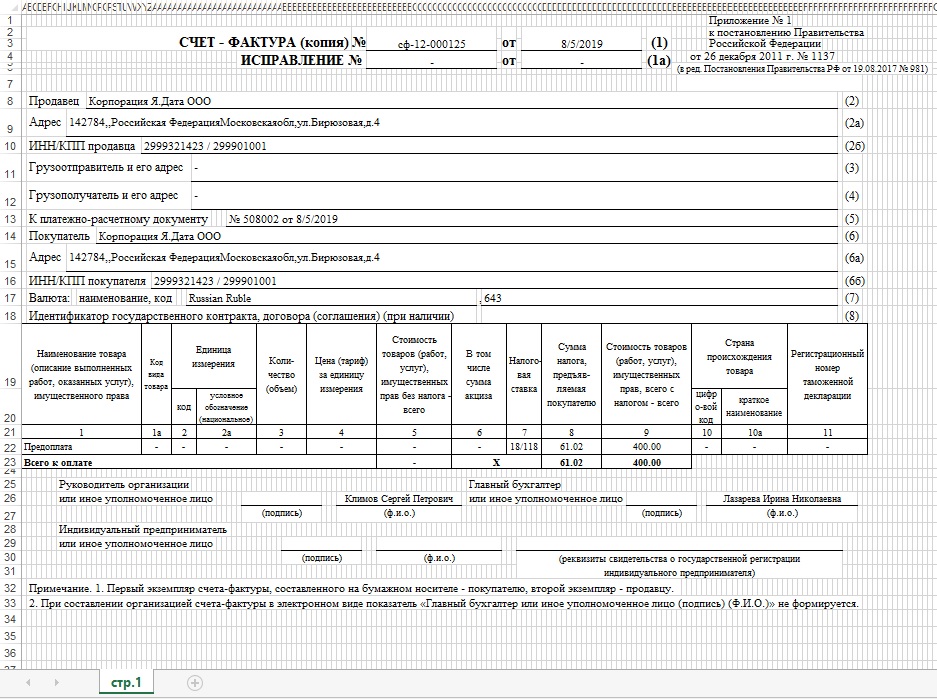 1
Приложение № 1
2
к постановлению Правительства
3
СЧЕТ - ФАКТУРА (копия) № сф-12-000125 от 8/5/2019 (1)
Российской Федерации
4
ИСПРАВЛЕНИЕ № - от - (1а)
от 26 декабря 2011 г. № 1137
(в ред. Постановления Правительства РФ от 19.08.2017 № 981)
7
8 Продавец Корпорация Я.Дата ООО (2)
9 Адрес 142784,,Российская ФедерацияМосковскаяобл,ул.Бирюзовая,д.4 (2а)
10 ИНН/КПП продавца 2999321423 / 299901001 (2б)
11 Грузоотправитель и его адрес - (3)
12 Грузополучатель и его адрес - (4)
13 К платежно-расчетному документу № 508002 от 8/5/2019 (5)
14 Покупатель Корпорация Я.Дата ООО (6)
15 Адрес 142784,,Российская ФедерацияМосковскаяобл,ул.Бирюзовая,д.4 (6а)
16 ИНН/КПП покупателя 2999321423 / 299901001 (6б)
17 Валюта: наименование, код Russian Ruble , 643 (7)
18 Идентификатор государственного контракта, договора (соглашения) (при наличии) (8)
19
Наименование товара
(описание выполненных
работ, оказанных услуг),
имущественного права
Код
вида
товара
Единица
измерения
Коли-
чество
(объем)
Цена (тариф)
за единицу
измерения
Стоимость
товаров (работ,
услуг),
имущественных
прав без налога -
всего
В том
числе
сумма
акциза
Налого-
вая
ставка
Сумма
налога,
предъяв-
ляемая
покупателю
Стоимость товаров
(работ, услуг),
имущественных
прав, всего с
налогом - всего
Страна
происхождения
товара
Регистрационный
номер
таможенной
декларации
20
код
условное
обозначение
(национальное)
цифр
о-вой
код
краткое
наименование
21 1 1а 2 2а 3 4 5 6 7 8 9 10 10а 11
22 Предоплата - - - - - - - 18/118 61.02 400.00 - - -
23 Всего к оплате - X 61.02 400.00
24
25 Руководитель организации Главный бухгалтер
26 или иное уполномоченное лицо Климов Сергей Петрович или иное уполномоченное лицо Лазарева Ирина Николаевна
27 (подпись) (ф.и.о.) (подпись) (ф.и.о.)
28 Индивидуальный предприниматель
29 или иное уполномоченное лицо
30 (подпись) (ф.и.о.) (реквизиты свидетельства о государственной регистрации
31 индивидуального предпринимателя)
32 Примечание. 1. Первый экземпляр счета-фактуры, составленного на бумажном носителе - покупателю, второй экземпляр - продавцу.
33 2. При составлении организацией счета-фактуры в электронном виде показатель «Главный бухгалтер или иное уполномоченное лицо (подпись) (Ф.И.О.)» не формируется.
34
35
36
стр.1